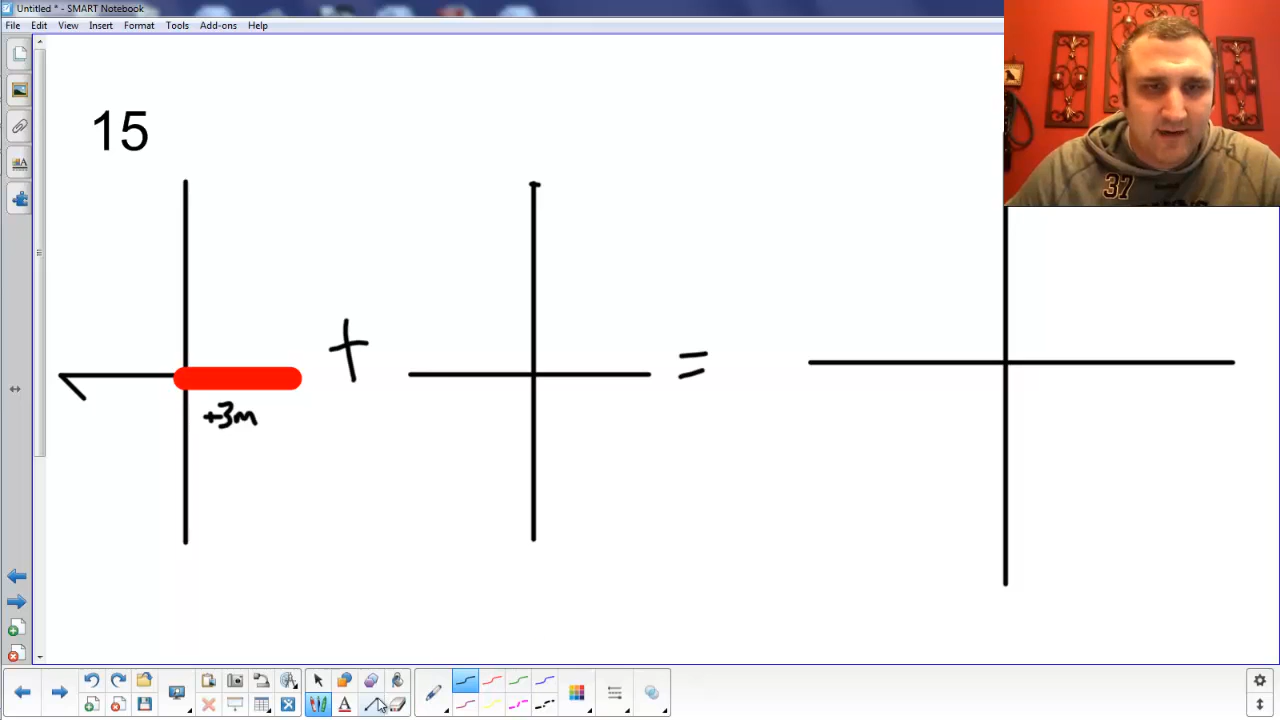 Untitled * - SMART Notebook
File Edit View Insert Format Tools Add-ons Help
15
37
+ =
+3m
A